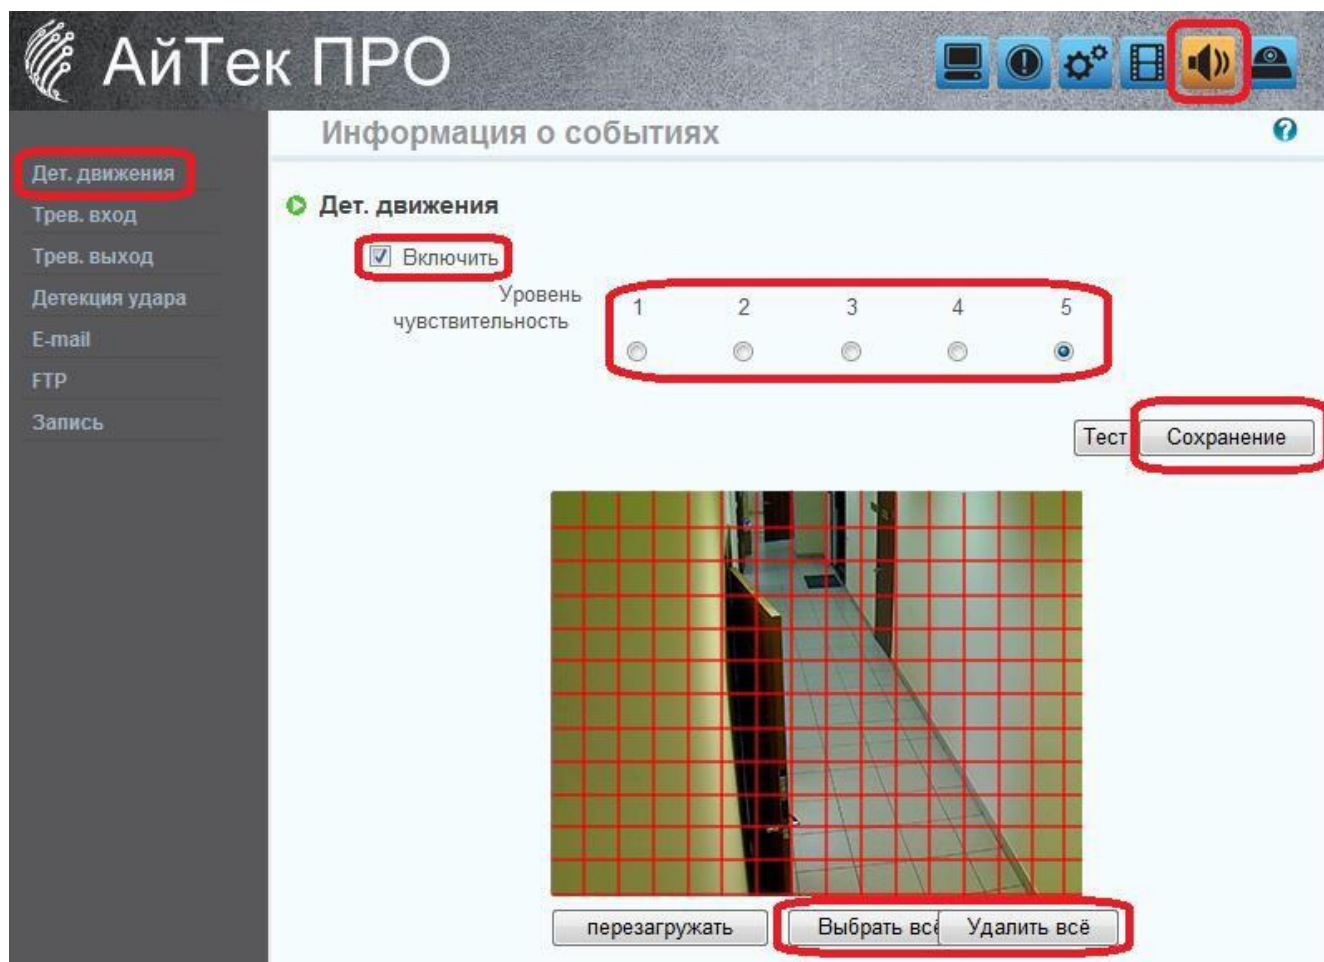 АйТек ПРО
Информация о событиях
Дет. движения
Трев. вход
Трев. выход
Детекция удара
E-mail
FTP
Запись
Дет. движения
Включить
Уровень
чувствительность
1 2 3 4 5
Тест Сохранение
перезагружать Выбрать всё Удалить всё